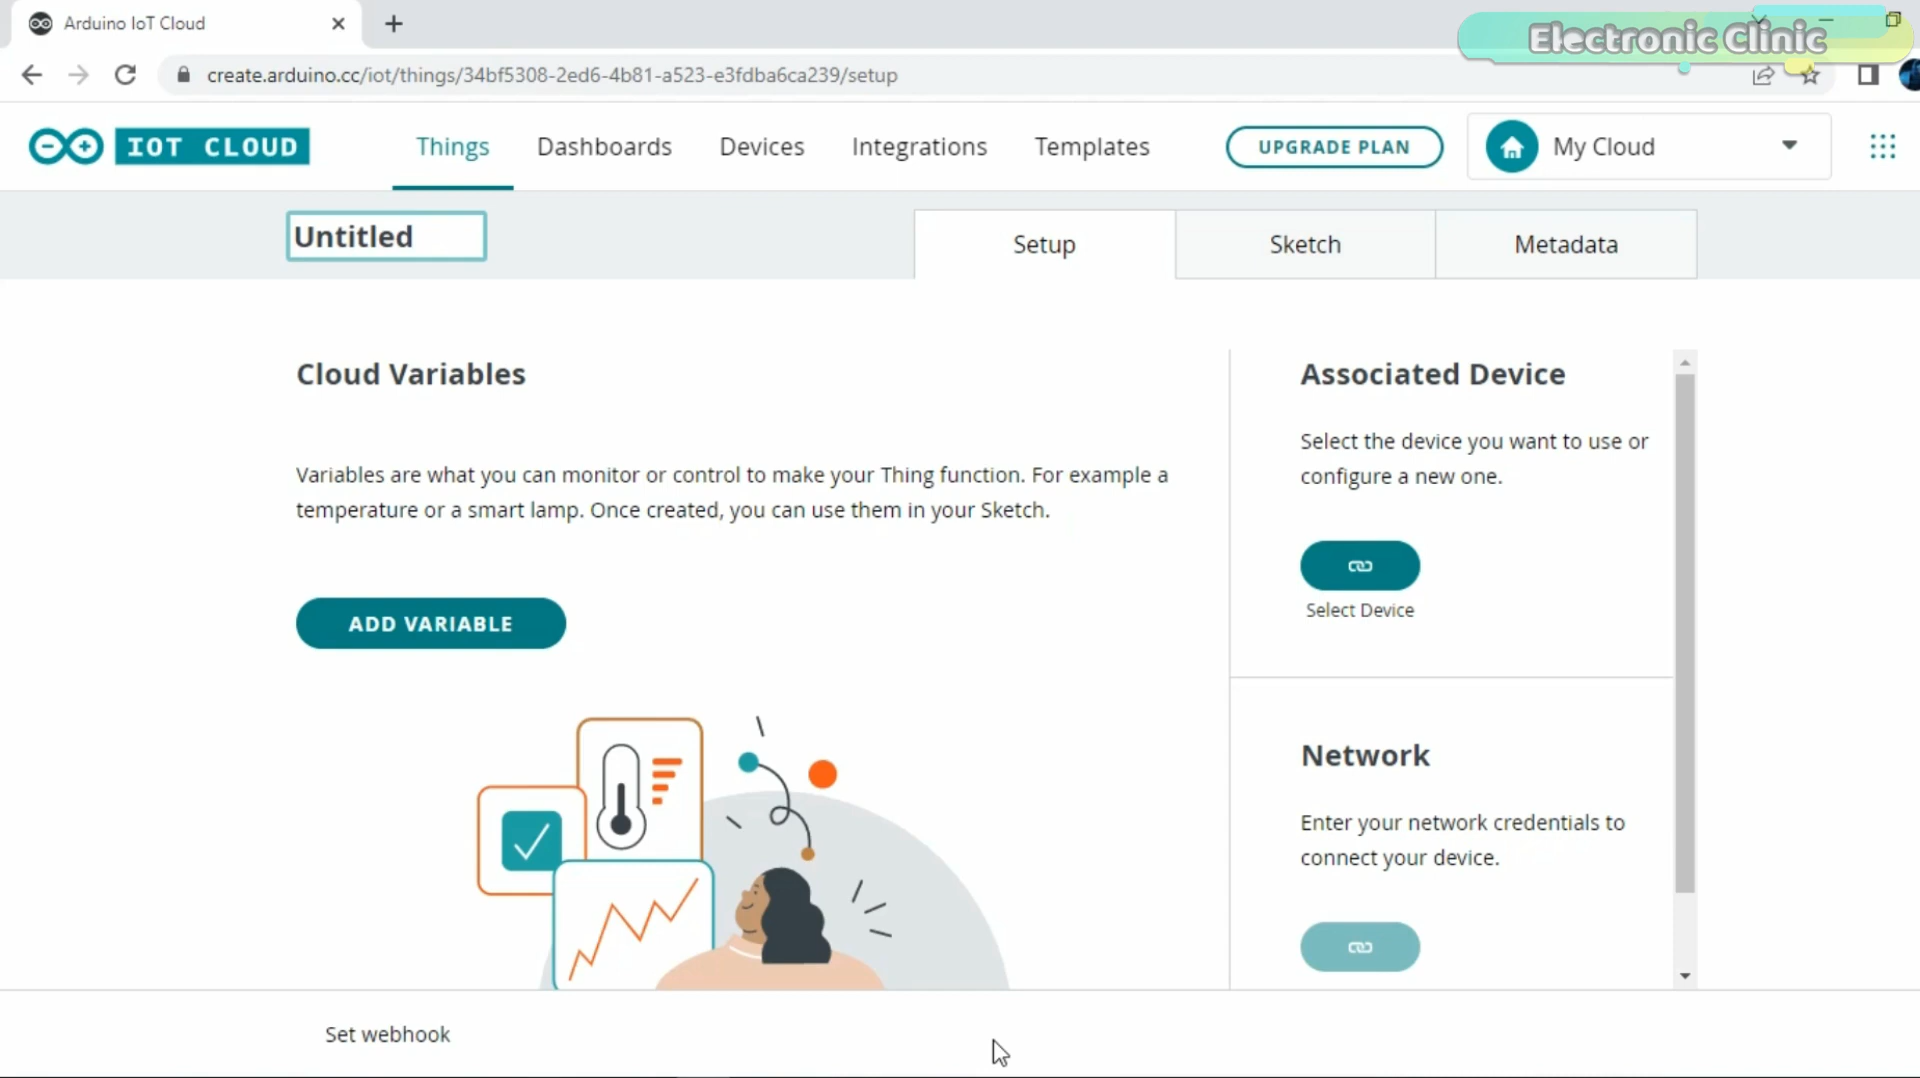 Arduino IoT Cloud
Electronic Clinic
create.arduino.cc/iot/things/34bf5308-2ed6-4b81-a523-e3fdba6ca239/setup
IOT CLOUD
Things
Dashboards
Devices
Integrations
Templates
UPGRADE PLAN
My Cloud
Untitled
Setup
Sketch
Metadata
Cloud Variables
Variables are what you can monitor or control to make your Thing function. For example a
temperature or a smart lamp. Once created, you can use them in your Sketch.
ADD VARIABLE
Associated Device
Select the device you want to use or
configure a new one.
Select Device
Network
Enter your network credentials to
connect your device.
Set webhook